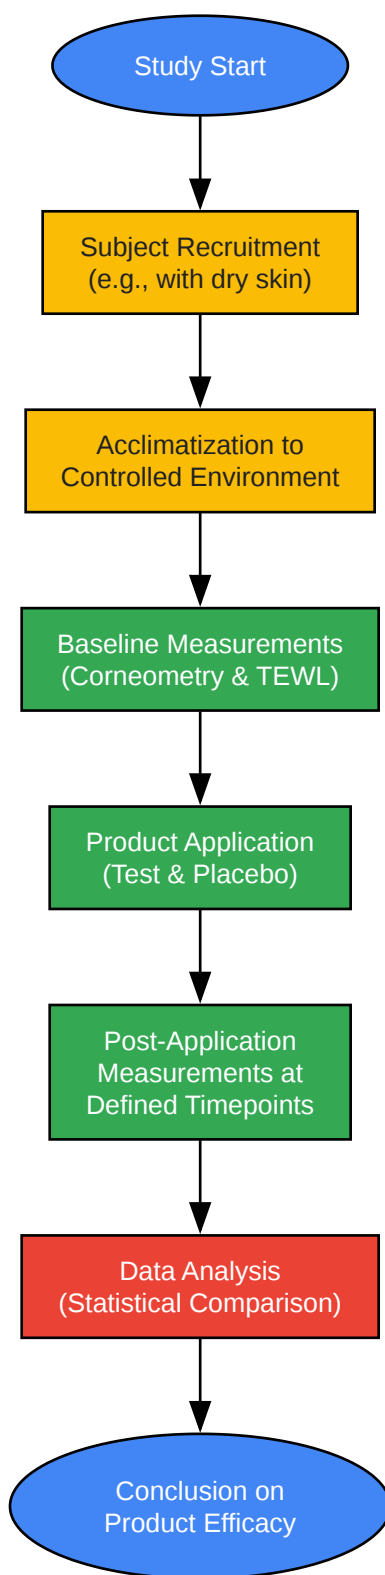 Study Start
Subject Recruitment
(e.g., with dry skin)
Acclimatization to
Controlled Environment
Baseline Measurements
(Corneometry & TEWL)
Product Application
(Test & Placebo)
Post-Application
Measurements at
Defined Timepoints
Data Analysis
(Statistical Comparison)
Conclusion on
Product Efficacy